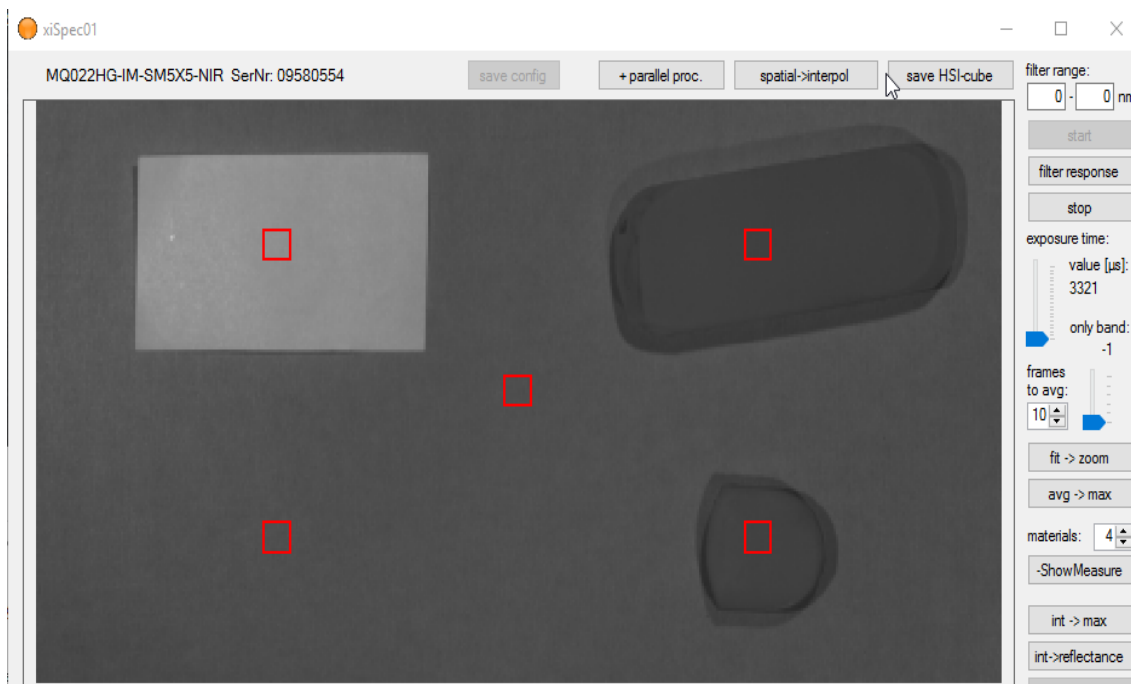 xiSpec01
MQ022HG-IM-SM5X5-NIR SerNr: 09580554
save config
+ parallel proc.
spatial->interpol
save HSI-cube
filter range:
0 - 0 nm
start
filter response
stop
exposure time:
value [µs]:
3321
only band:
-1
frames
to avg:
10
fit -> zoom
avg -> max
materials: 4
-ShowMeasure
int -> max
int->reflectance